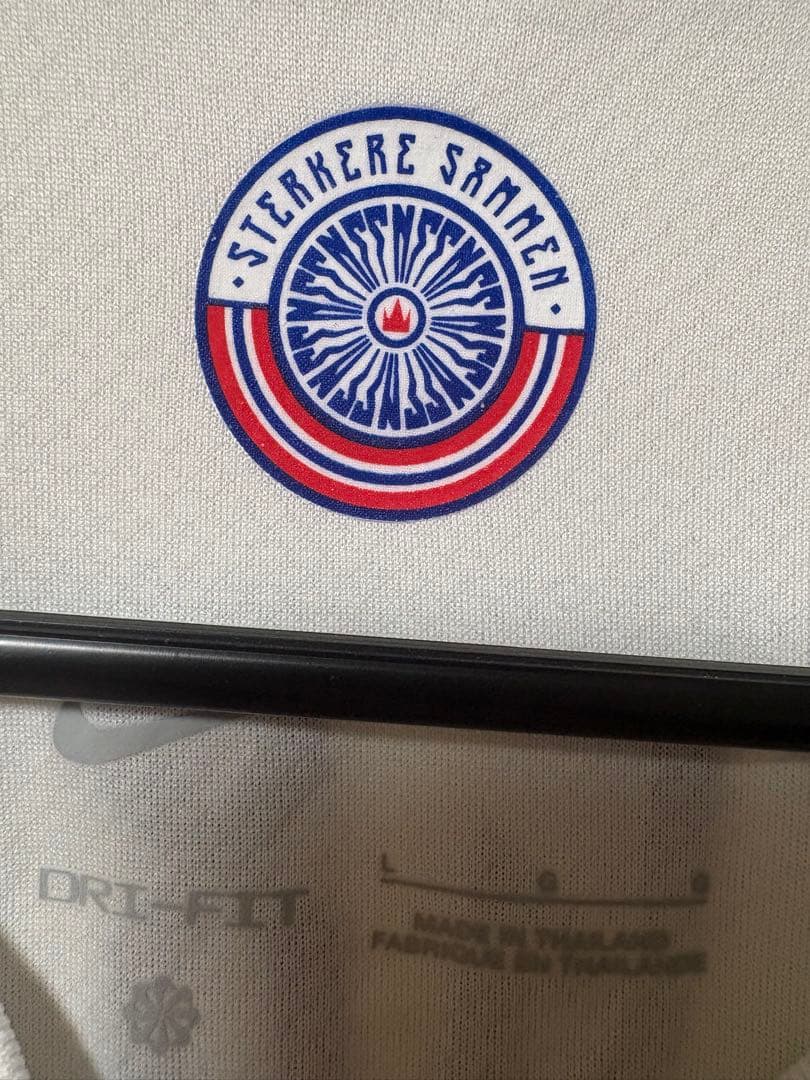 STERKERE SAMMEN
DRI-FIT
L G G
MADE IN THAILAND
FABRIQUÉ EN THAÏLANDE